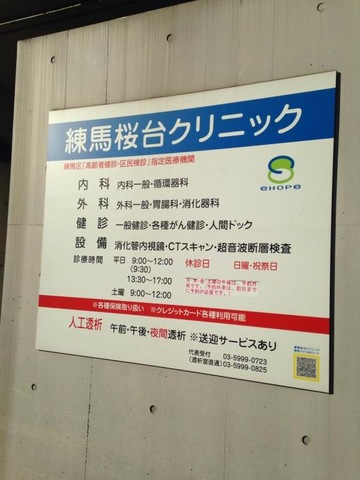 練馬桜台クリニック
練馬区「高齢者健診・区民検診」指定医療機関
eHOPe
内科 内科一般・循環器科
外科 外科一般・胃腸科・消化器科
健診 一般健診・各種がん健診・人間ドック
設備 消化管内視鏡・CTスキャン・超音波断層検査
診療時間 平日 9:00〜12:00 休診日 日曜・祝祭日
(9:30)
13:30〜17:00
土曜 9:00〜12:00
※各種保険取り扱い ※クレジットカード各種利用可能
人工透析 午前・午後・夜間透析 ※送迎サービスあり
代表受付 03-5999-0723
(透析室直通) 03-5999-0825